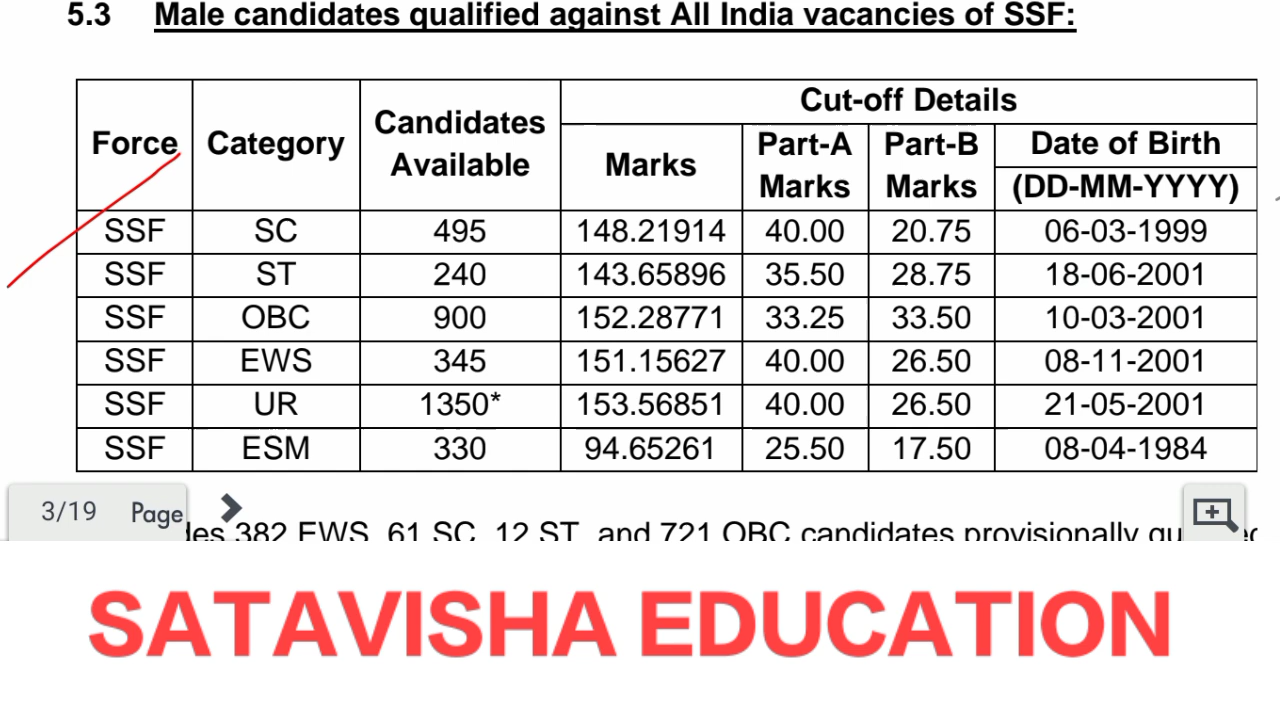 5.3 Male candidates qualified against All India vacancies of SSF:
Force Category Candidates Available Cut-off Details
Marks Part-A Marks Part-B Marks Date of Birth (DD-MM-YYYY)
SSF SC 495 148.21914 40.00 20.75 06-03-1999
SSF ST 240 143.65896 35.50 28.75 18-06-2001
SSF OBC 900 152.28771 33.25 33.50 10-03-2001
SSF EWS 345 151.15627 40.00 26.50 08-11-2001
SSF UR 1350* 153.56851 40.00 26.50 21-05-2001
SSF ESM 330 94.65261 25.50 17.50 08-04-1984
3/19 Page
382 EWS, 61 SC, 12 ST, and 721 OBC candidates provisionally
SATAVISHA EDUCATION